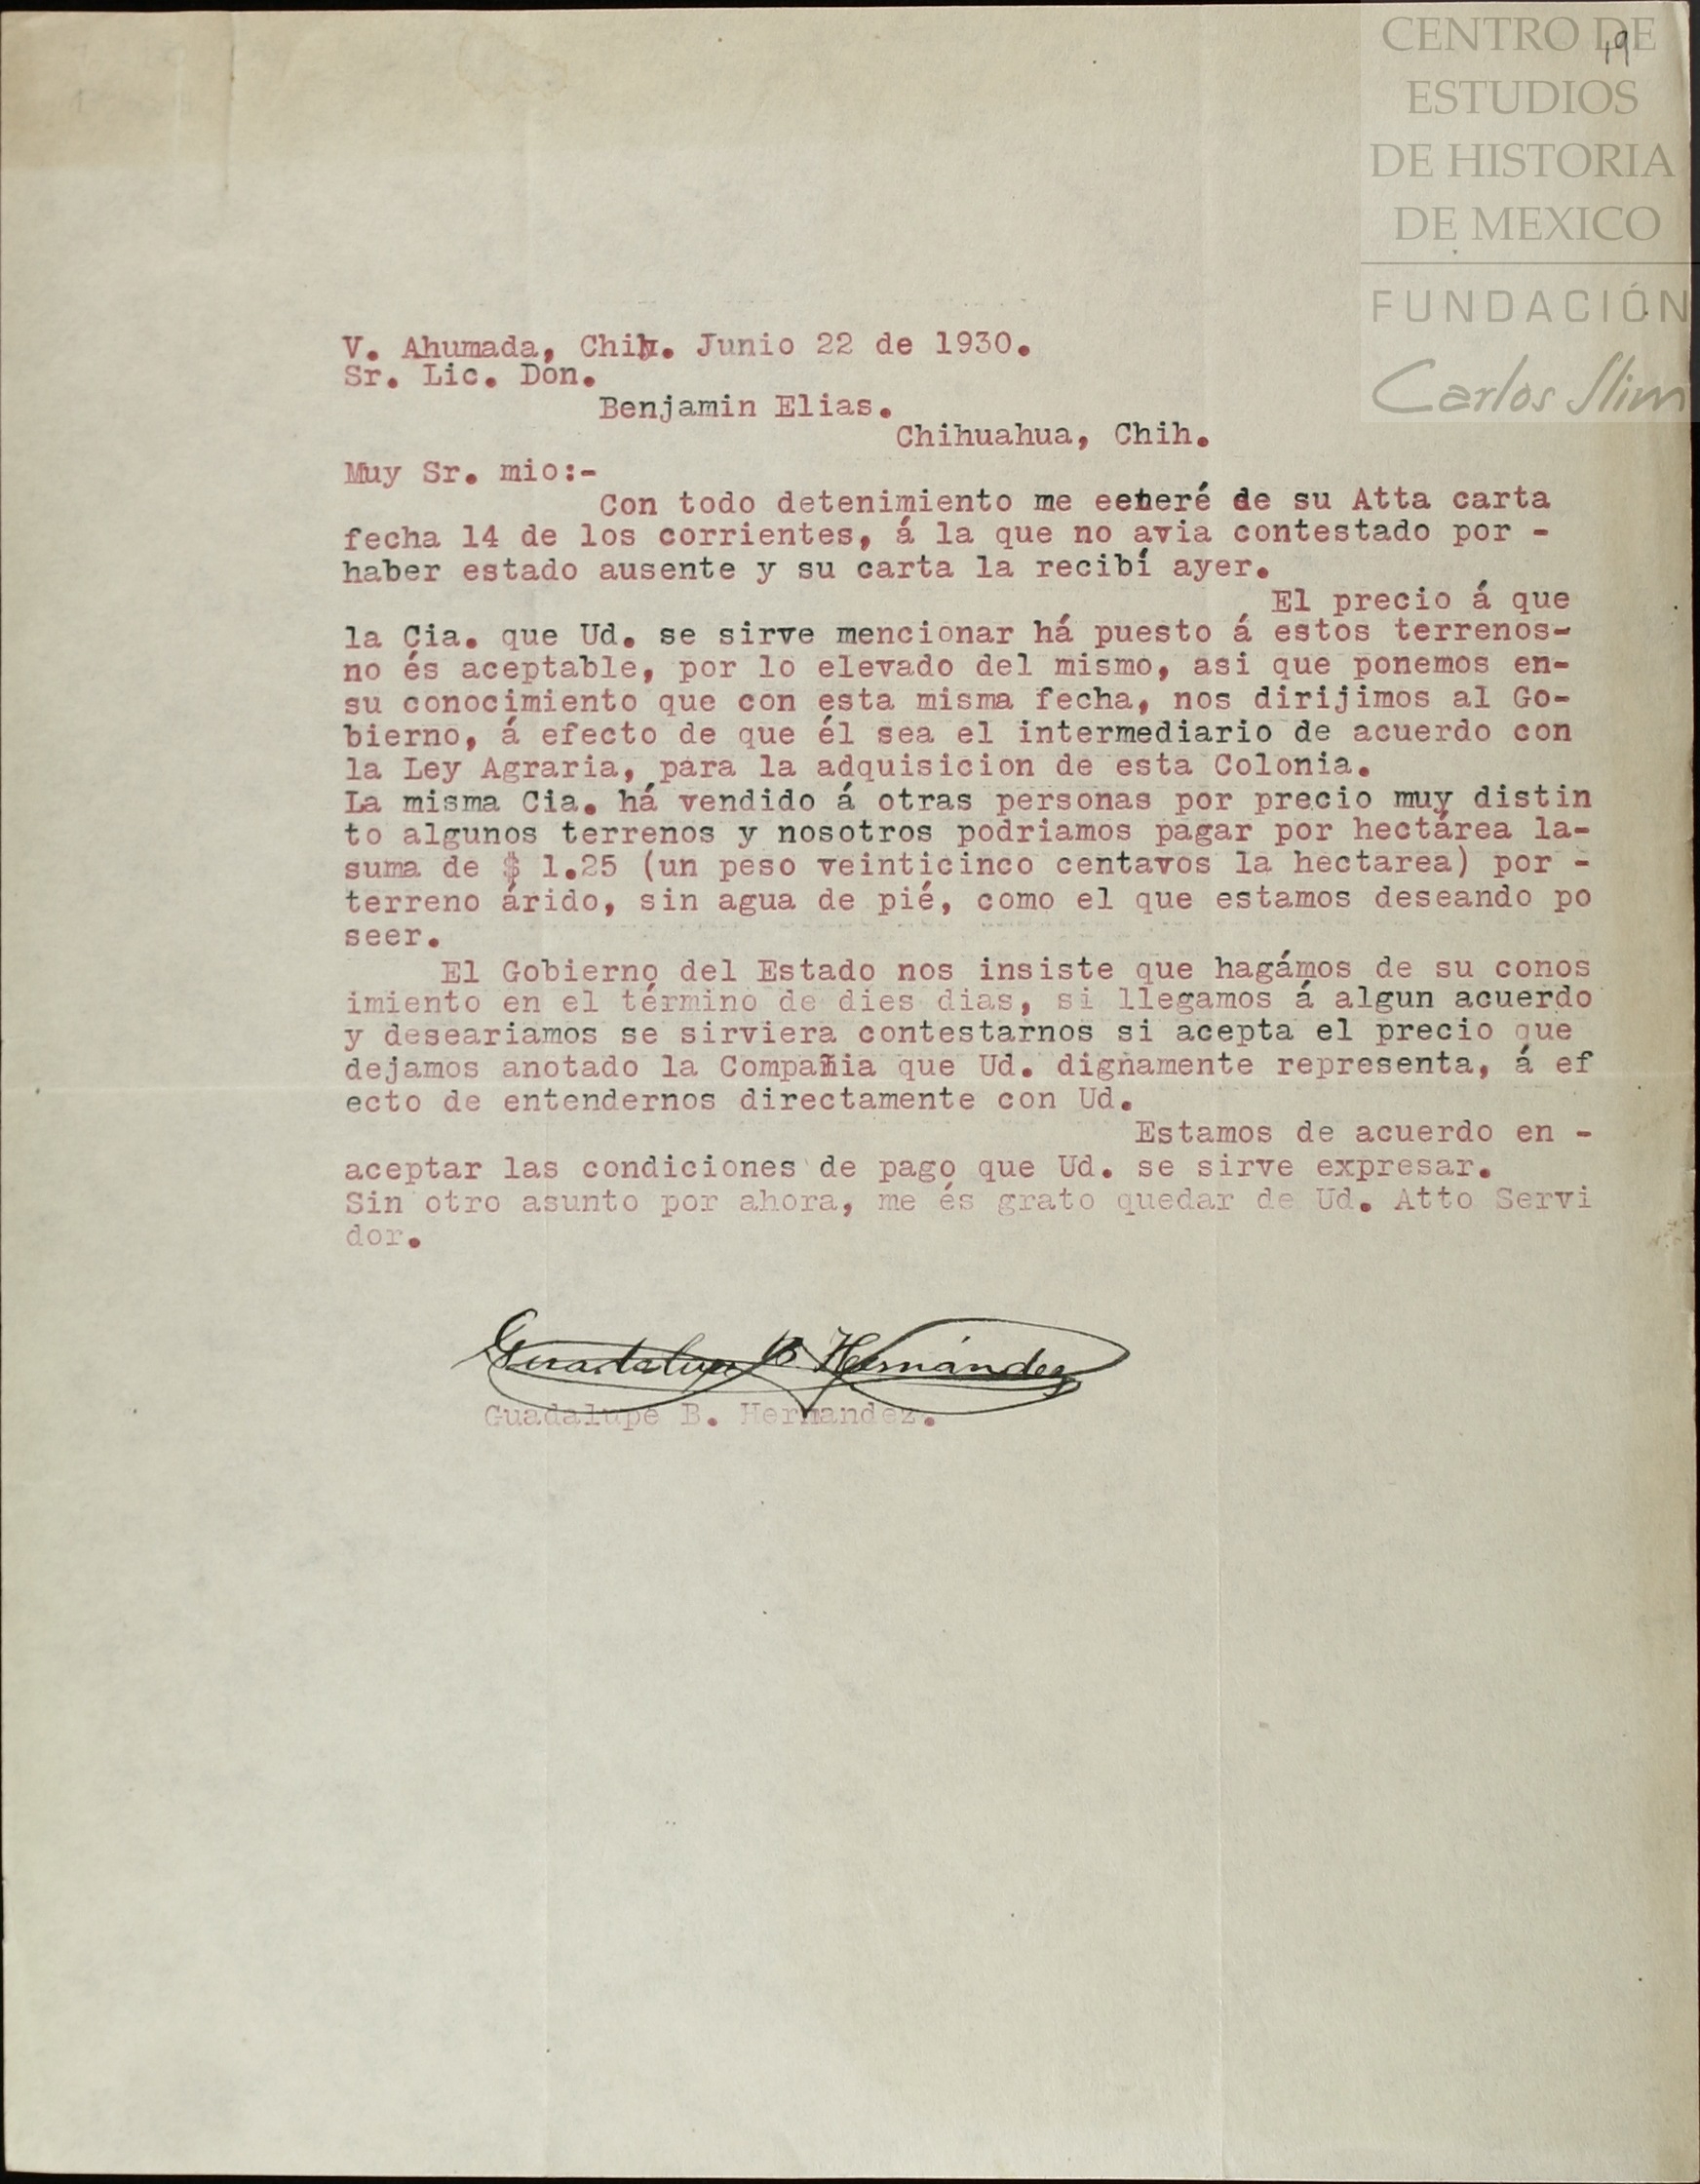 CENTRO DE
ESTUDIOS
DE HISTORIA
DE MEXICO
FUNDACIÓN
Carlos Slim
19
V. Ahumada, Chih. Junio 22 de 1930.
Sr. Lic. Don.
Benjamin Elias.
Chihuahua, Chih.
Muy Sr. mio:-
Con todo detenimiento me eeteré de su Atta carta
fecha 14 de los corrientes, á la que no avia contestado por -
haber estado ausente y su carta la recibí ayer.
El precio á que
la Cia. que Ud. se sirve mencionar há puesto á estos terrenos-
no és aceptable, por lo elevado del mismo, asi que ponemos en-
su conocimiento que con esta misma fecha, nos dirijimos al Go-
bierno, á efecto de que él sea el intermediario de acuerdo con
la Ley Agraria, para la adquisicion de esta Colonia.
La misma Cia. há vendido á otras personas por precio muy distin
to algunos terrenos y nosotros podriamos pagar por hectárea la-
suma de $ 1.25 (un peso veinticinco centavos la hectarea) por -
terreno árido, sin agua de pié, como el que estamos deseando po
seer.
El Gobierno del Estado nos insiste que hagámos de su conos
imiento en el término de dies dias, si llegamos á algun acuerdo
y deseariamos se sirviera contestarnos si acepta el precio que
dejamos anotado la Compañia que Ud. dignamente representa, á ef
ecto de entendernos directamente con Ud.
Estamos de acuerdo en -
aceptar las condiciones de pago que Ud. se sirve expresar.
Sin otro asunto por ahora, me és grato quedar de Ud. Atto Servi
dor.
Guadalupe B Hernández
Guadalupe B. Hernandez.